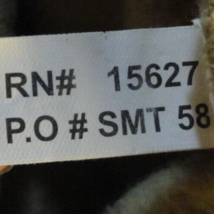 RN# 15627
P.O # SMT 58